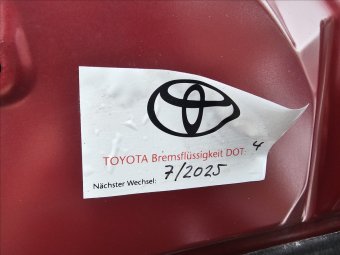 TOYOTA Bremsflüssigkeit DOT: 4
Nächster Wechsel: 7/2025